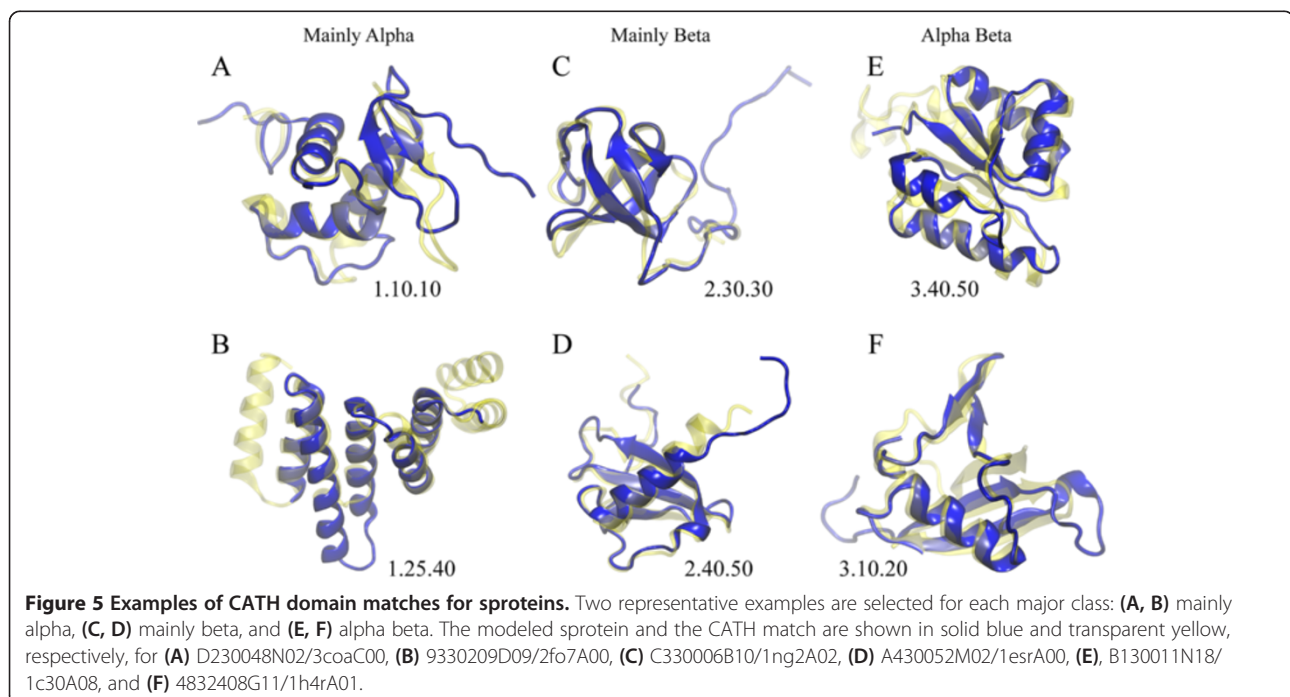 Mainly Alpha
Mainly Beta
Alpha Beta
A
C
E
1.10.10
2.30.30
3.40.50
B
D
F
1.25.40
2.40.50
3.10.20
Figure 5 Examples of CATH domain matches for sproteins. Two representative examples are selected for each major class: (A, B) mainly
alpha, (C, D) mainly beta, and (E, F) alpha beta. The modeled sprotein and the CATH match are shown in solid blue and transparent yellow,
respectively, for (A) D230048N02/3coaC00, (B) 9330209D09/2fo7A00, (C) C330006B10/1ng2A02, (D) A430052M02/1esrA00, (E), B130011N18/
1c30A08, and (F) 4832408G11/1h4rA01.